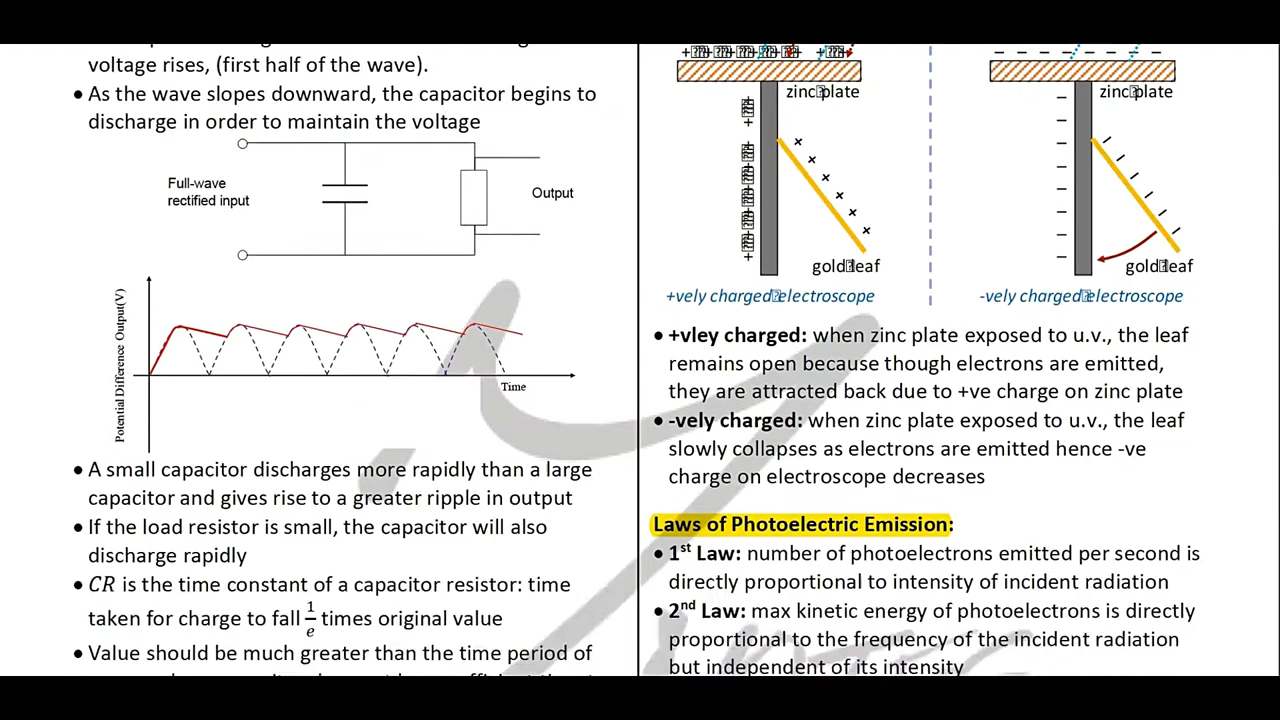 voltage rises, (first half of the wave).
• As the wave slopes downward, the capacitor begins to
discharge in order to maintain the voltage
Full-wave
rectified input
Output
Potential Difference Output(V)
Time
• A small capacitor discharges more rapidly than a large
capacitor and gives rise to a greater ripple in output
• If the load resistor is small, the capacitor will also
discharge rapidly
• CR is the time constant of a capacitor resistor: time
taken for charge to fall 1/e times original value
• Value should be much greater than the time period of
zinc plate
zinc plate
gold leaf
gold leaf
+vely charged electroscope
-vely charged electroscope
• +vley charged: when zinc plate exposed to u.v., the leaf
remains open because though electrons are emitted,
they are attracted back due to +ve charge on zinc plate
• -vely charged: when zinc plate exposed to u.v., the leaf
slowly collapses as electrons are emitted hence -ve
charge on electroscope decreases
Laws of Photoelectric Emission:
• 1st Law: number of photoelectrons emitted per second is
directly proportional to intensity of incident radiation
• 2nd Law: max kinetic energy of photoelectrons is directly
proportional to the frequency of the incident radiation
but independent of its intensity